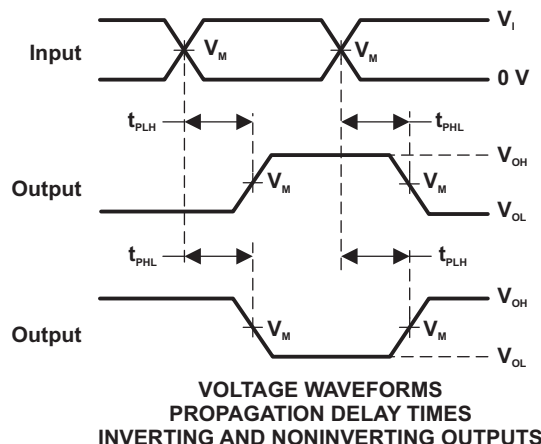 Input
V_M
V_M
V_I
0 V
t_PLH
t_PHL
Output
V_M
V_M
V_OH
V_OL
t_PHL
t_PLH
Output
V_M
V_M
V_OH
V_OL
VOLTAGE WAVEFORMS
PROPAGATION DELAY TIMES
INVERTING AND NONINVERTING OUTPUTS